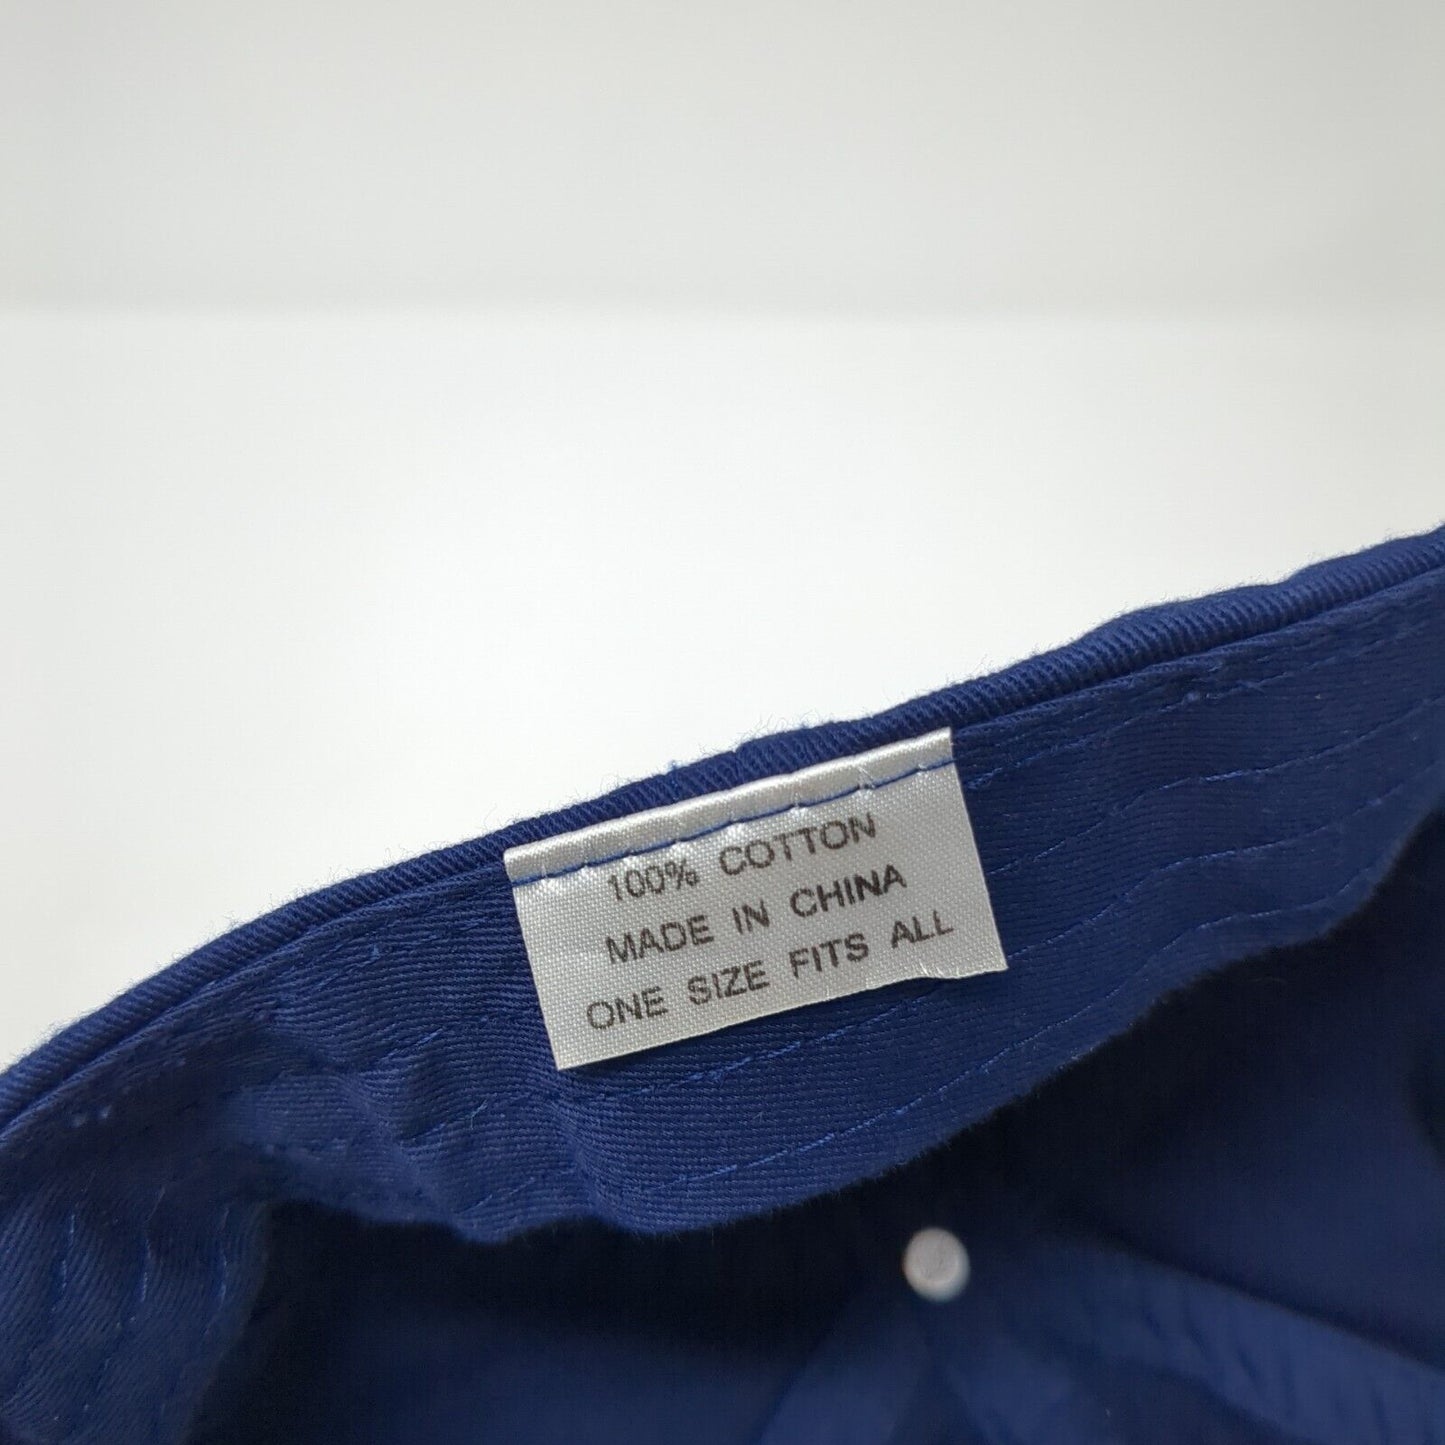 100% COTTON
MADE IN CHINA
ONE SIZE FITS ALL